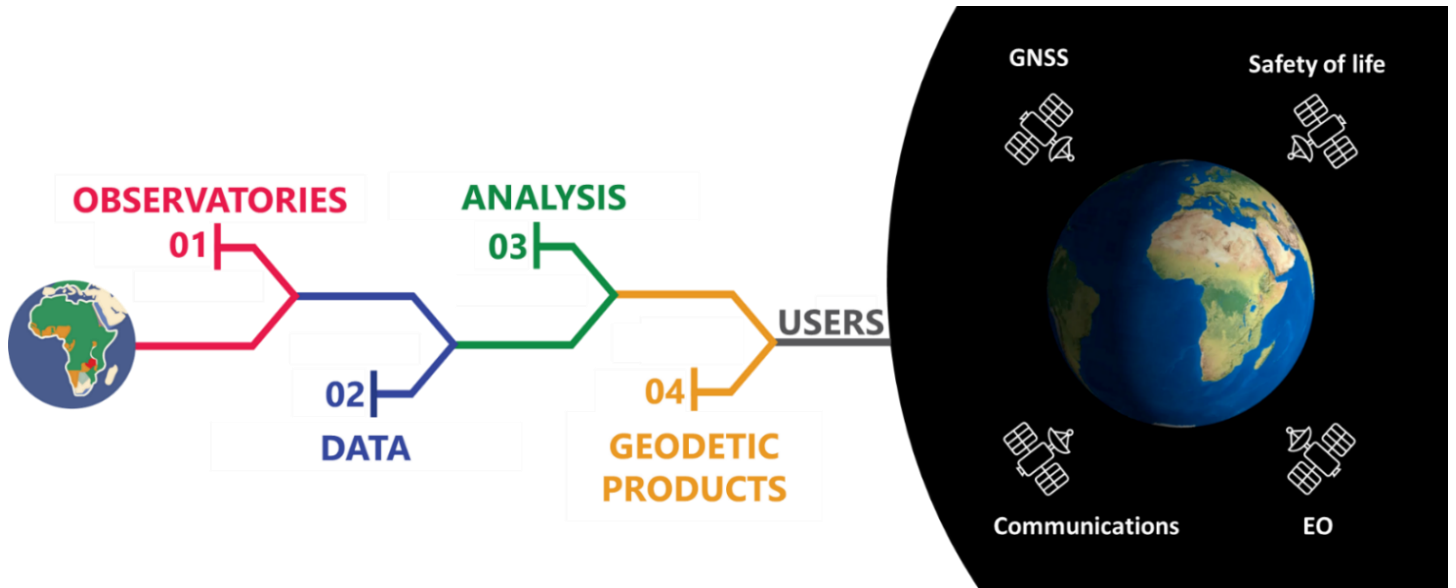 OBSERVATORIES
01
02
DATA
ANALYSIS
03
04
GEODETIC
PRODUCTS
USERS
GNSS
Safety of life
Communications
EO